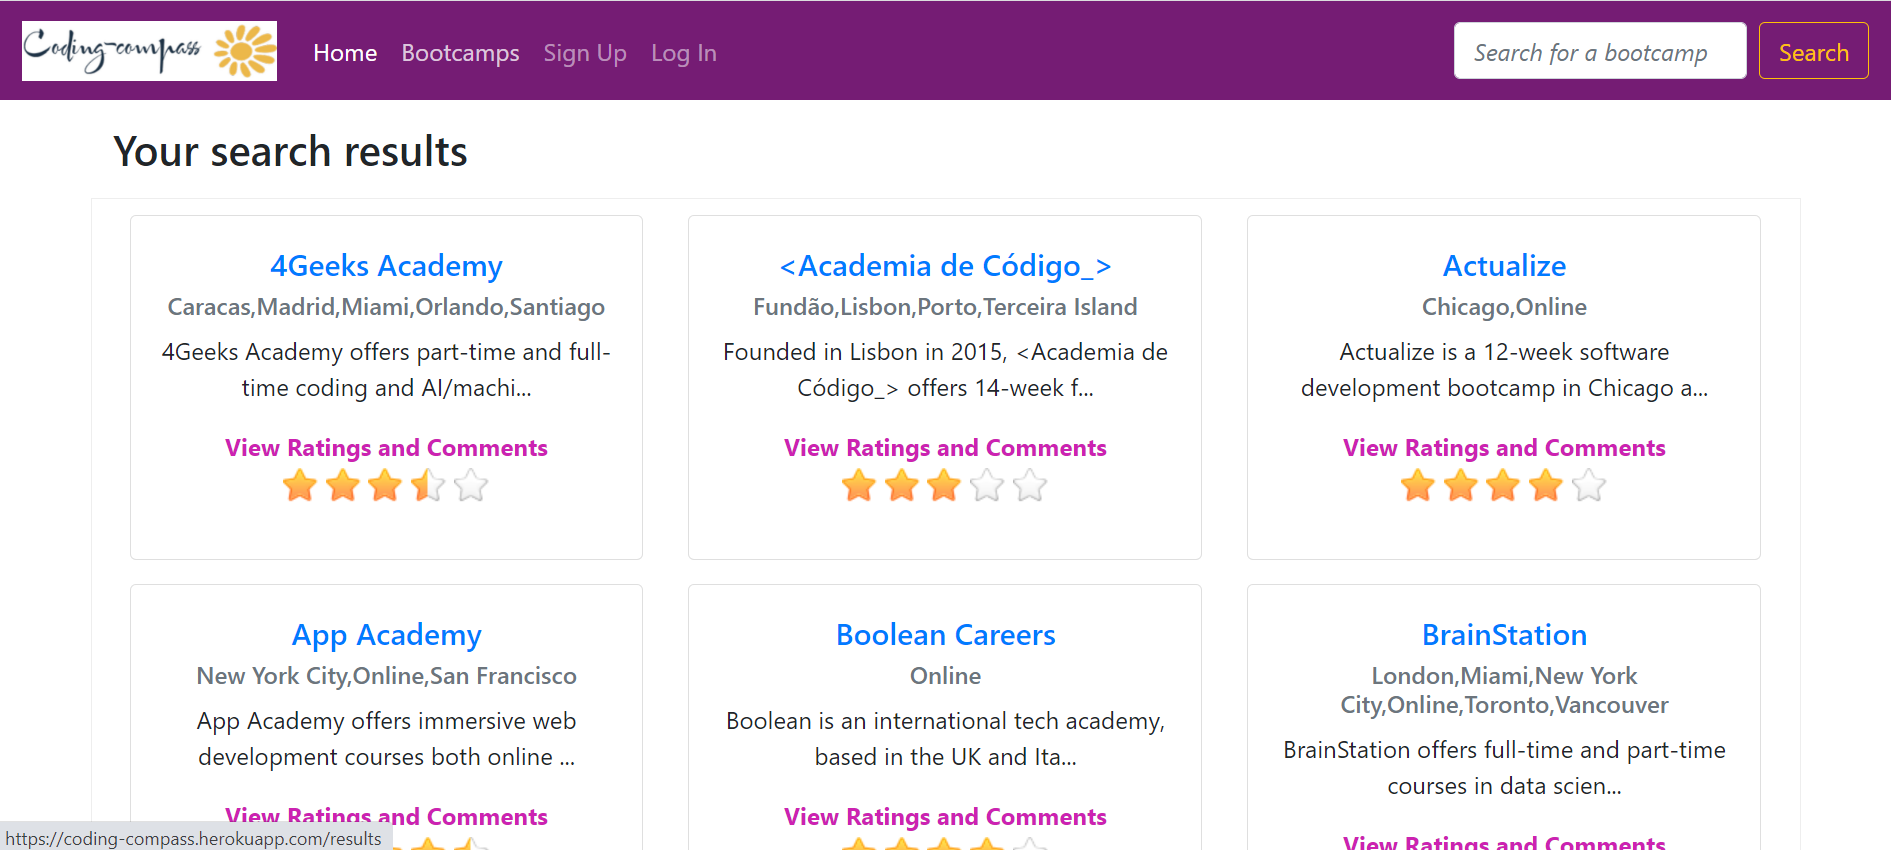 Coding-compass
Home Bootcamps Sign Up Log In
Search for a bootcamp
Search
Your search results
4Geeks Academy
Caracas,Madrid,Miami,Orlando,Santiago
4Geeks Academy offers part-time and full-
time coding and AI/machi...
View Ratings and Comments
<Academia de Código_>
Fundão,Lisbon,Porto,Terceira Island
Founded in Lisbon in 2015, <Academia de
Código_> offers 14-week f...
View Ratings and Comments
Actualize
Chicago,Online
Actualize is a 12-week software
development bootcamp in Chicago a...
View Ratings and Comments
App Academy
New York City,Online,San Francisco
App Academy offers immersive web
development courses both online ...
View Ratings and Comments
Boolean Careers
Online
Boolean is an international tech academy,
based in the UK and Ita...
View Ratings and Comments
BrainStation
London,Miami,New York
City,Online,Toronto,Vancouver
BrainStation offers full-time and part-time
courses in data scien...
View Ratings and Comments
https://coding-compass.herokuapp.com/results